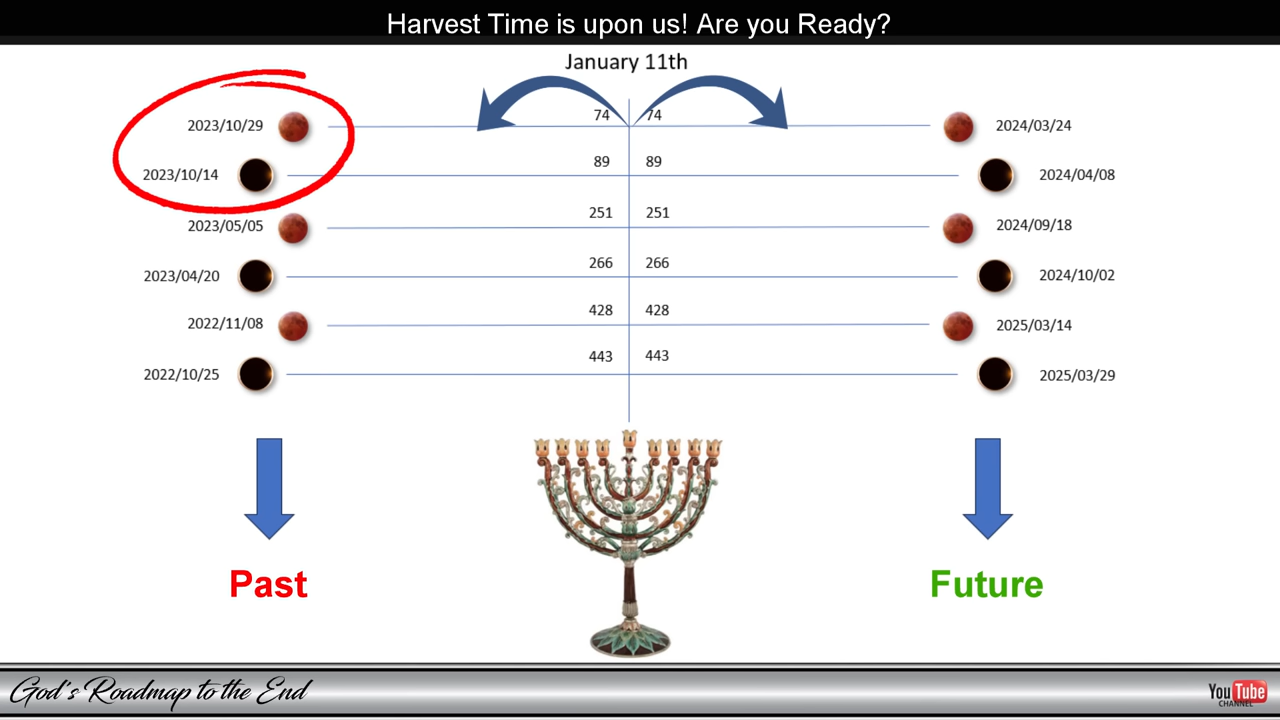 Harvest Time is upon us! Are you Ready?
January 11th
2023/10/29 74 74 2024/03/24
2023/10/14 89 89 2024/04/08
2023/05/05 251 251 2024/09/18
2023/04/20 266 266 2024/10/02
2022/11/08 428 428 2025/03/14
2022/10/25 443 443 2025/03/29
Past Future
God's Roadmap to the End
YouTube
CHANNEL